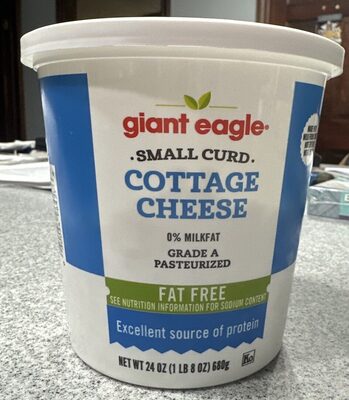 giant eagle®
·SMALL CURD·
COTTAGE
CHEESE
0% MILKFAT
GRADE A
PASTEURIZED
FAT FREE
SEE NUTRITION INFORMATION FOR SODIUM CONTENT
Excellent source of protein
NET WT 24 OZ (1 LB 8 OZ) 680g